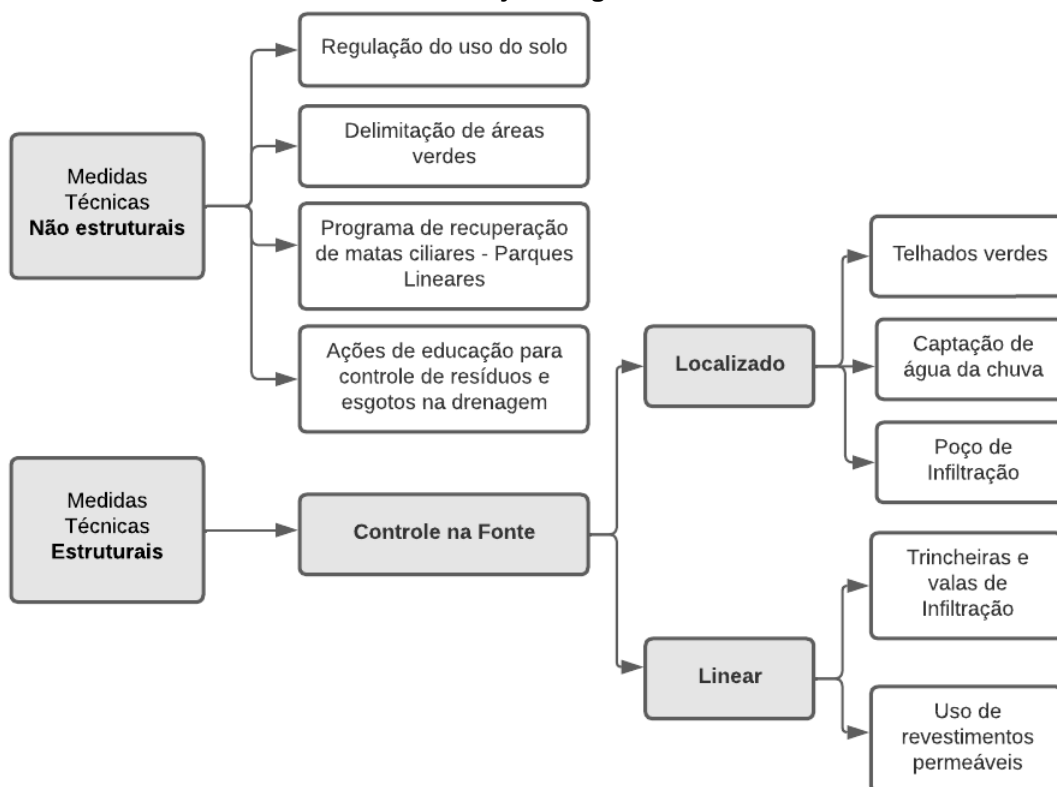 Regulação do uso do solo
Delimitação de áreas
verdes
Medidas
Técnicas
Não estruturais
Programa de recuperação
de matas ciliares - Parques
Lineares
Ações de educação para
controle de resíduos e
esgotos na drenagem
Medidas
Técnicas
Estruturais
Controle na Fonte
Localizado
Telhados verdes
Captação de
água da chuva
Poço de
Infiltração
Linear
Trincheiras e
valas de
Infiltração
Uso de
revestimentos
permeáveis